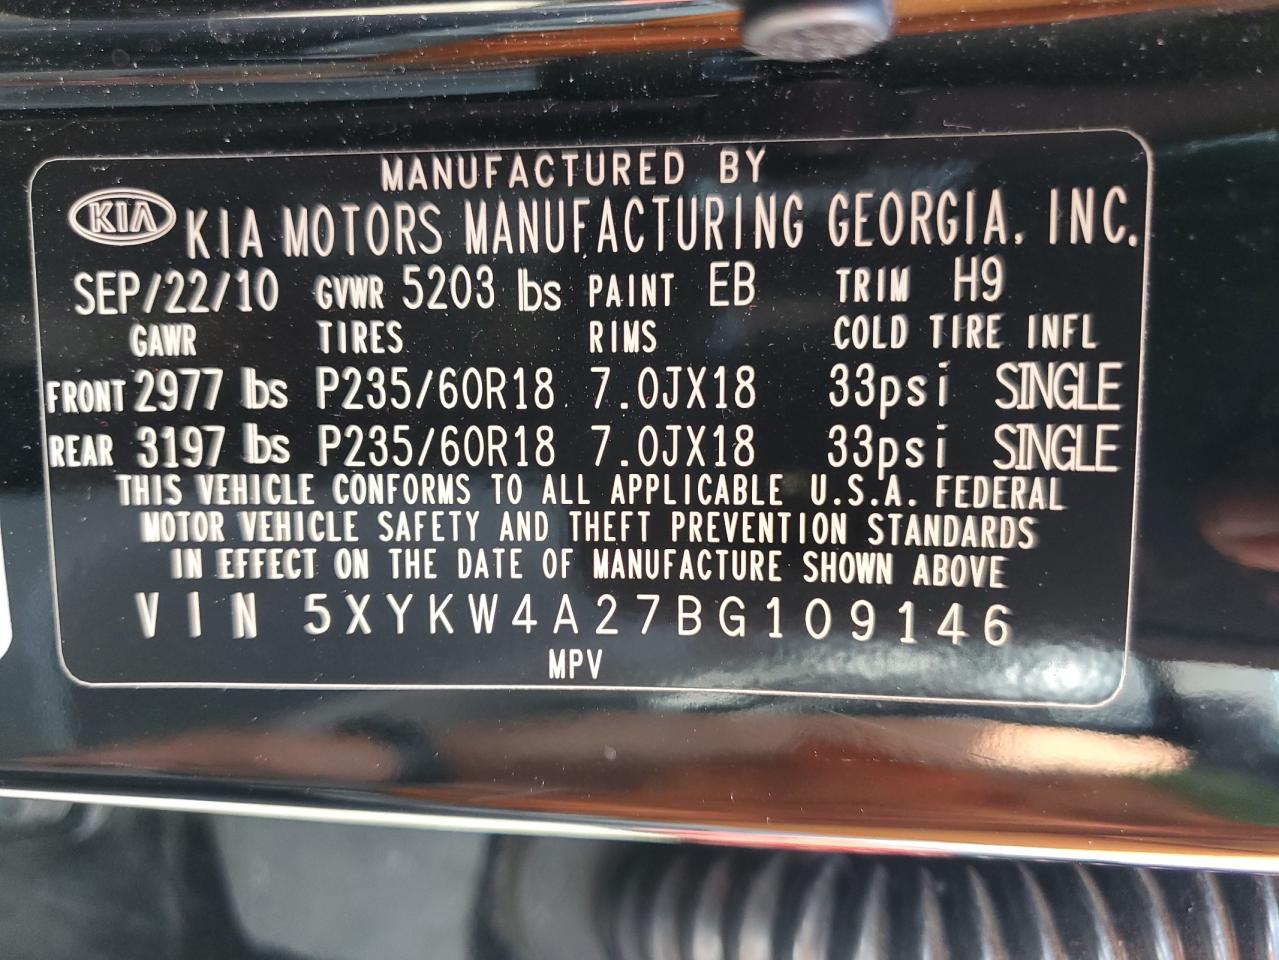 MANUFACTURED BY
KIA KIA MOTORS MANUFACTURING GEORGIA, INC.
SEP/22/10 GVWR 5203 lbs PAINT EB TRIM H9
GAWR TIRES RIMS COLD TIRE INFL
FRONT 2977 lbs P235/60R18 7.0JX18 33psi SINGLE
REAR 3197 lbs P235/60R18 7.0JX18 33psi SINGLE
THIS VEHICLE CONFORMS TO ALL APPLICABLE U.S.A. FEDERAL
MOTOR VEHICLE SAFETY AND THEFT PREVENTION STANDARDS
IN EFFECT ON THE DATE OF MANUFACTURE SHOWN ABOVE
VIN 5XYKW4A27BG109146
MPV